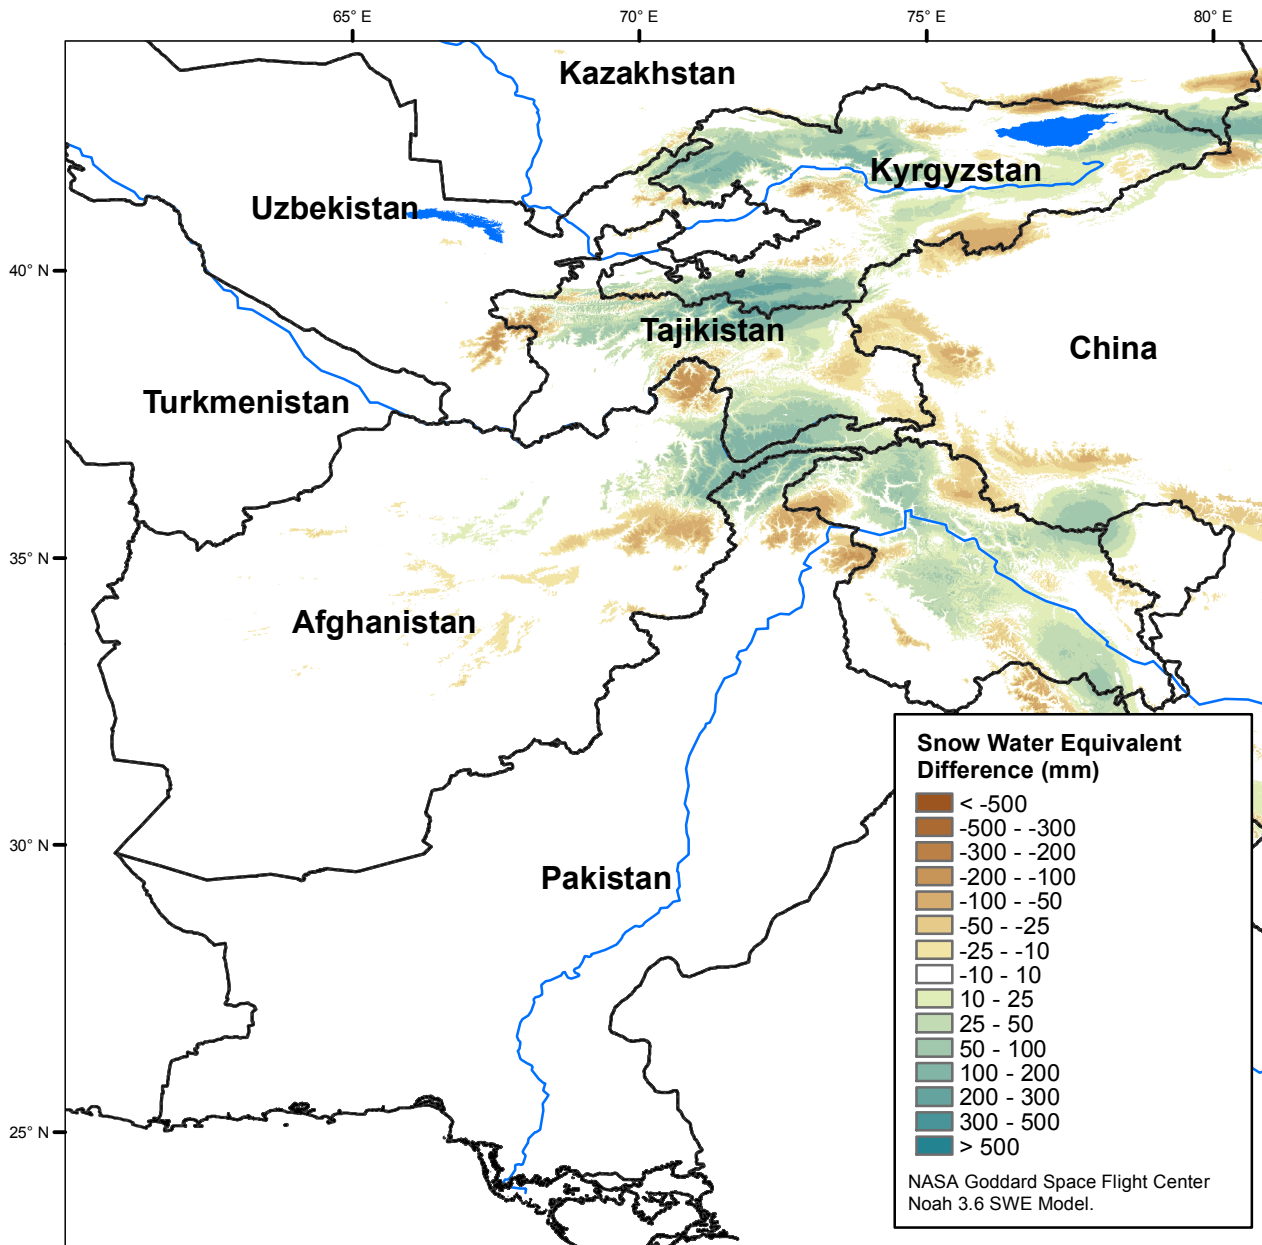 65° E
70° E
75° E
80° E
Kazakhstan
Kyrgyzstan
Uzbekistan
40° N
Tajikistan
China
Turkmenistan
35° N
Afghanistan
Snow Water Equivalent
Difference (mm)
< -500
-500 - -300
-300 - -200
-200 - -100
-100 - -50
-50 - -25
-25 - -10
-10 - 10
10 - 25
25 - 50
50 - 100
100 - 200
200 - 300
300 - 500
> 500
30° N
Pakistan
25° N
NASA Goddard Space Flight Center
Noah 3.6 SWE Model.